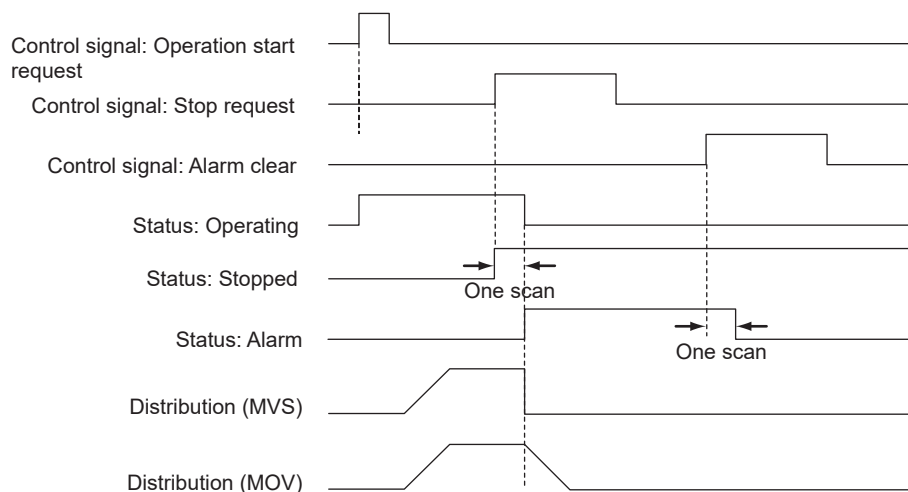 Control signal: Operation start
request
Control signal: Stop request
Control signal: Alarm clear
Status: Operating
Status: Stopped
One scan
Status: Alarm
One scan
Distribution (MVS)
Distribution (MOV)